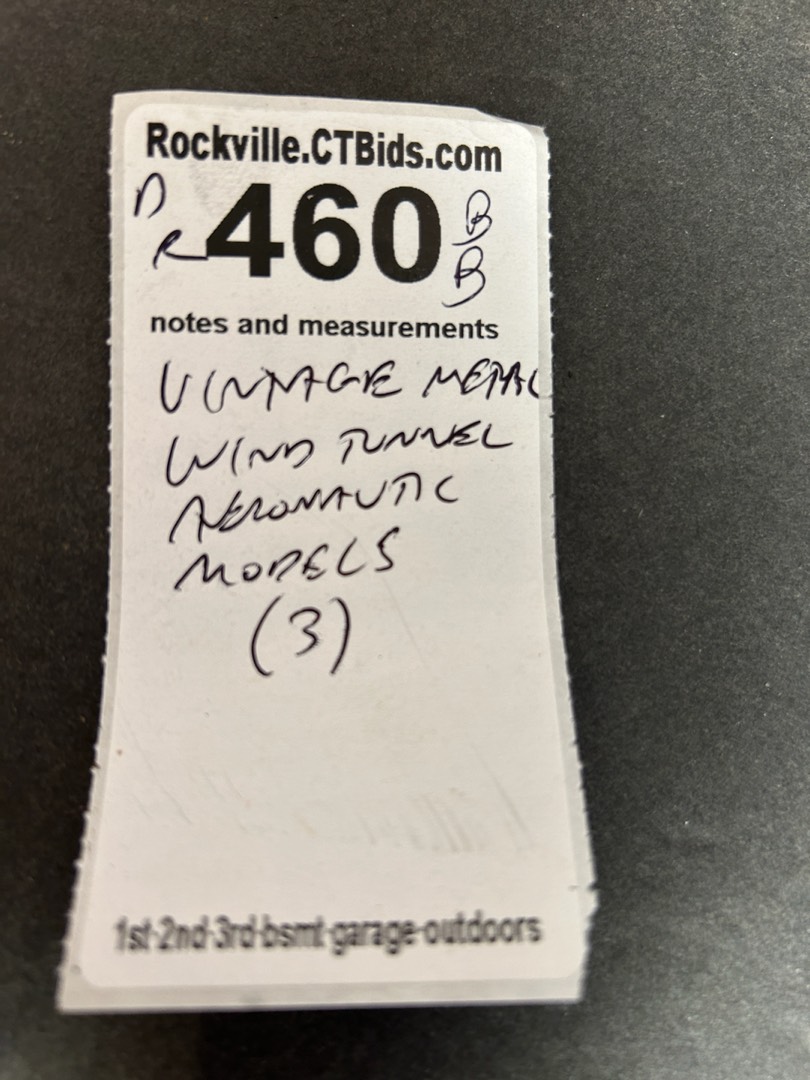 Rockville.CTBids.com
DR 460 B/B
notes and measurements
VINTAGE METAL
WIND TUNNEL
AERONAUTIC
MODELS
(3)
1st-2nd-3rd-bsmt-garage-outdoors